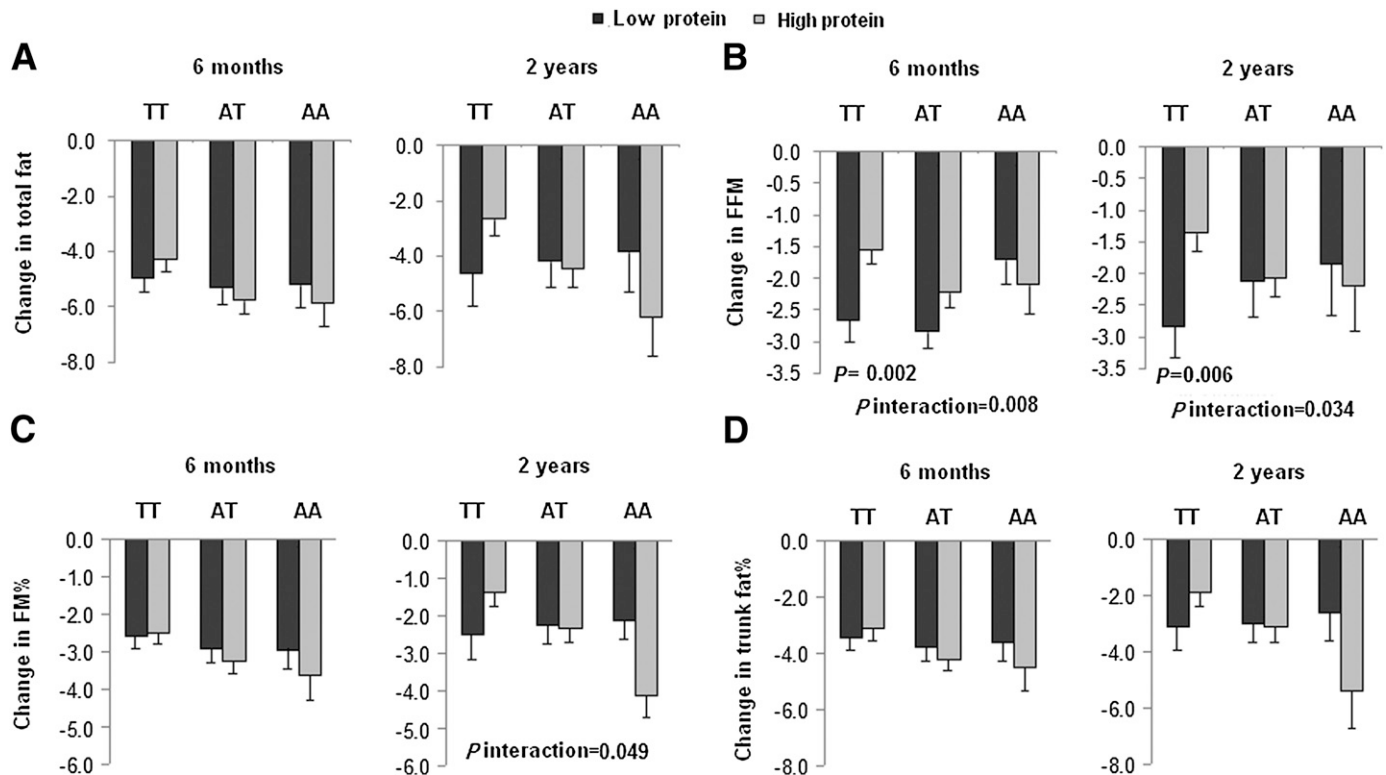 Low protein High protein
A
6 months 2 years
TT AT AA TT AT AA
Change in total fat
0.0
-2.0
-4.0
-6.0
-8.0
0.0
-2.0
-4.0
-6.0
-8.0
B
6 months 2 years
TT AT AA TT AT AA
Change in FFM
0.0
-0.5
-1.0
-1.5
-2.0
-2.5
-3.0
-3.5
P= 0.002
P interaction=0.008
0.0
-0.5
-1.0
-1.5
-2.0
-2.5
-3.0
-3.5
P=0.006
P interaction=0.034
C
6 months 2 years
TT AT AA TT AT AA
Change in FM%
0.0
-1.0
-2.0
-3.0
-4.0
-5.0
-6.0
0.0
-1.0
-2.0
-3.0
-4.0
-5.0
-6.0
P interaction=0.049
D
6 months 2 years
TT AT AA TT AT AA
Change in trunk fat%
0.0
-2.0
-4.0
-6.0
-8.0
0.0
-2.0
-4.0
-6.0
-8.0